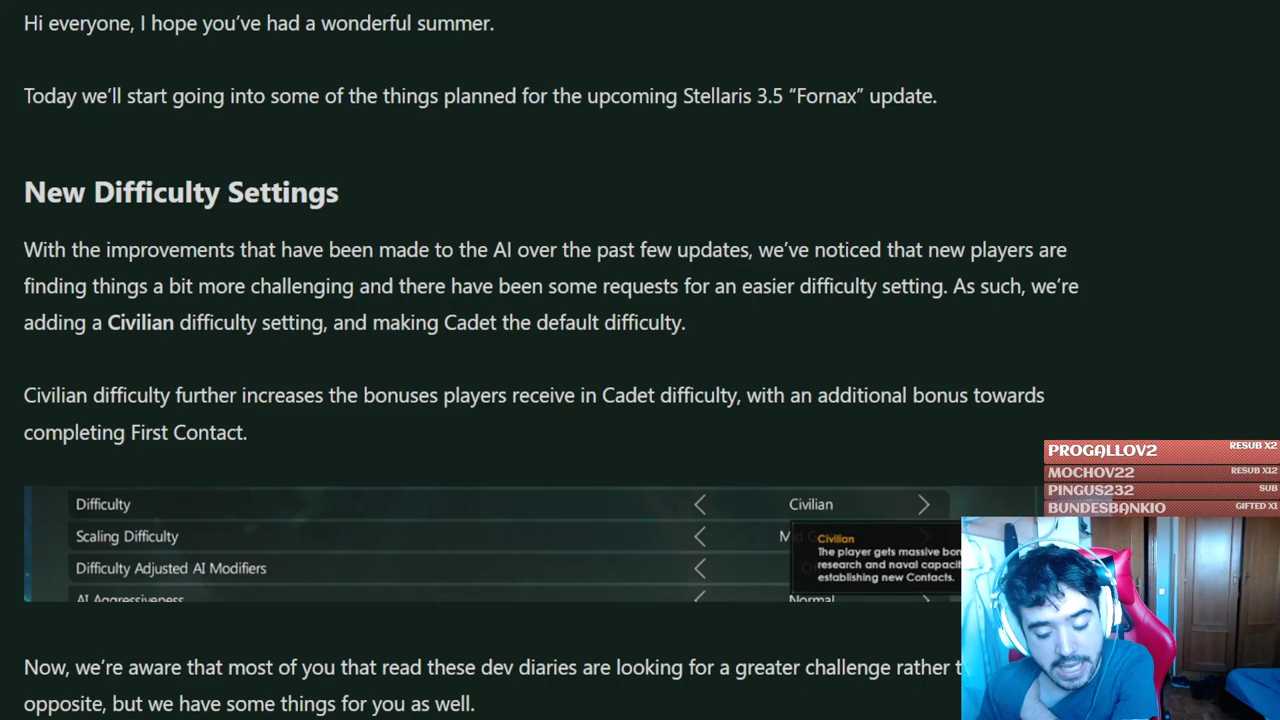 Hi everyone, I hope you've had a wonderful summer.
Today we'll start going into some of the things planned for the upcoming Stellaris 3.5 “Fornax” update.
New Difficulty Settings
With the improvements that have been made to the AI over the past few updates, we've noticed that new players are
finding things a bit more challenging and there have been some requests for an easier difficulty setting. As such, we're
adding a Civilian difficulty setting, and making Cadet the default difficulty.
Civilian difficulty further increases the bonuses players receive in Cadet difficulty, with an additional bonus towards
completing First Contact.
PROGALLOV2 RESUB X2
MOCHOV22 RESUB X12
PINGUS232 SUB
BUNDESBANKIO GIFTED X1
Difficulty Civilian
Scaling Difficulty
Difficulty Adjusted AI Modifiers
AI Aggressiveness Normal
Civilian
The player gets massive
research and naval
establishing new Contacts.
Now, we're aware that most of you that read these dev diaries are looking for a greater challenge rather
opposite, but we have some things for you as well.